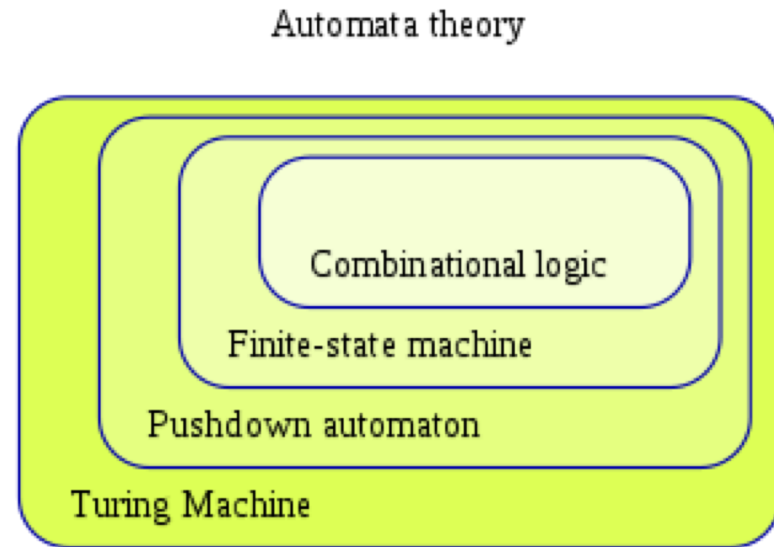 Automata theory
Combinational logic
Finite-state machine
Pushdown automaton
Turing Machine